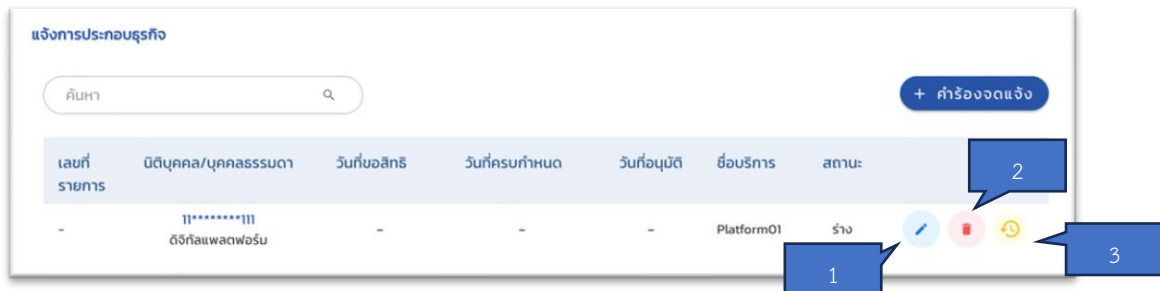 แจ้งการประกอบธุรกิจ
ค้นหา
+ คำร้องจดแจ้ง
เลขที่รายการ นิติบุคคล/บุคคลธรรมดา วันที่ขอสิทธิ วันที่ครบกำหนด วันที่อนุมัติ ชื่อบริการ สถานะ
2
11********111
- ดิจิทัลแพลตฟอร์ม - - - Platform01 ร่าง
1
3